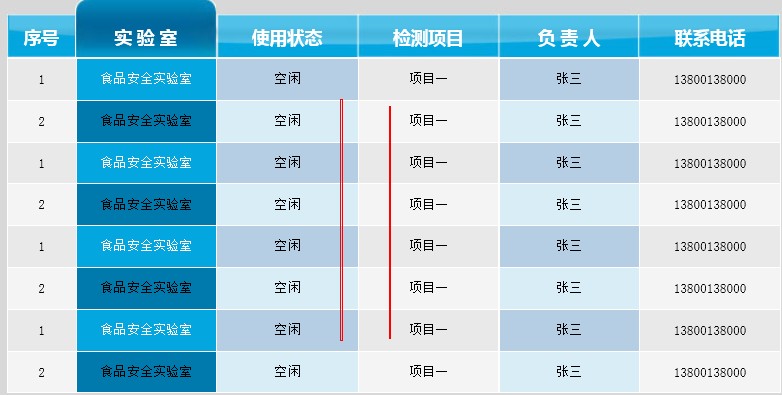 序号 实验室 使用状态 检测项目 负责人 联系电话
1 食品安全实验室 空闲 项目一 张三 13800138000
2 食品安全实验室 空闲 项目一 张三 13800138000
1 食品安全实验室 空闲 项目一 张三 13800138000
2 食品安全实验室 空闲 项目一 张三 13800138000
1 食品安全实验室 空闲 项目一 张三 13800138000
2 食品安全实验室 空闲 项目一 张三 13800138000
1 食品安全实验室 空闲 项目一 张三 13800138000
2 食品安全实验室 空闲 项目一 张三 13800138000